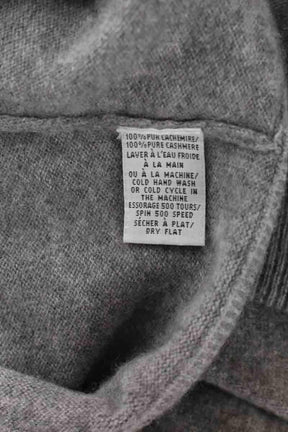 100% PUR CACHEMIRE/
100% PURE CASHMERE
LAVER À L'EAU FROIDE
À LA MAIN
OU À LA MACHINE/
COLD HAND WASH
OR COLD CYCLE IN
THE MACHINE
ESSORAGE 500 TOURS/
SPIN 500 SPEED
SÉCHER À PLAT/
DRY FLAT